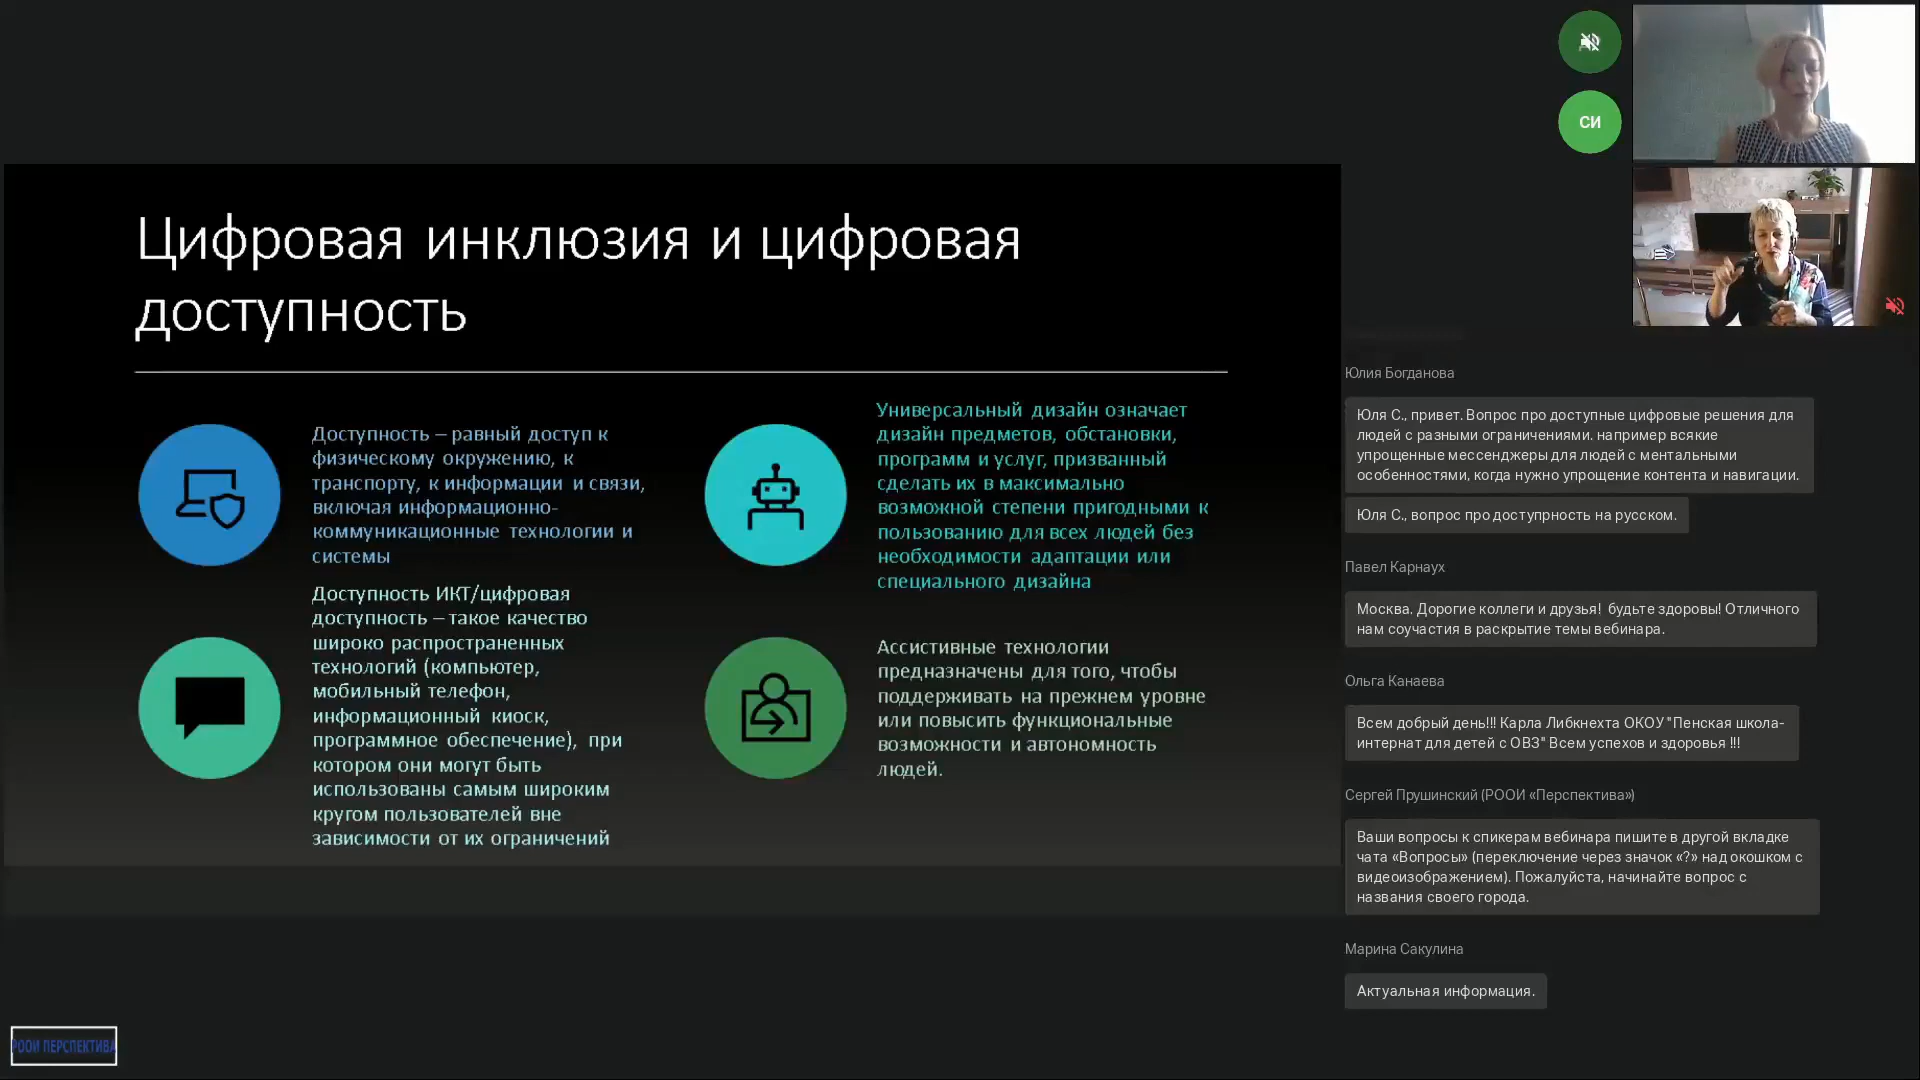 СИ
Цифровая инклюзия и цифровая
доступность
Доступность – равный доступ к
физическому окружению, к
транспорту, к информации и связи,
включая информационно-
коммуникационные технологии и
системы
Универсальный дизайн означает
дизайн предметов, обстановки,
программ и услуг, призванный
сделать их в максимально
возможной степени пригодными к
пользованию для всех людей без
необходимости адаптации или
специального дизайна
Доступность ИКТ/цифровая
доступность – такое качество
широко распространенных
технологий (компьютер,
мобильный телефон,
информационный киоск,
программное обеспечение), при
котором они могут быть
использованы самым широким
кругом пользователей вне
зависимости от их ограничений
Ассистивные технологии
предназначены для того, чтобы
поддерживать на прежнем уровне
или повысить функциональные
возможности и автономность
людей.
Юлия Богданова
Юля С., привет. Вопрос про доступные цифровые решения для
людей с разными ограничениями. например всякие
упрощенные мессенджеры для людей с ментальными
особенностями, когда нужно упрощение контента и навигации.
Юля С., вопрос про доступрность на русском.
Павел Карнаух
Москва. Дорогие коллеги и друзья! будьте здоровы! Отличного
нам соучастия в раскрытие темы вебинара.
Ольга Канаева
Всем добрый день!!! Карла Либкнехта ОКОУ "Пенская школа-
интернат для детей с ОВЗ" Всем успехов и здоровья !!!
Сергей Прушинский (РООИ «Перспектива»)
Ваши вопросы к спикерам вебинара пишите в другой вкладке
чата «Вопросы» (переключение через значок «?» над окошком с
видеоизображением). Пожалуйста, начинайте вопрос с
названия своего города.
Марина Сакулина
Актуальная информация.
РООИ ПЕРСПЕКТИВА